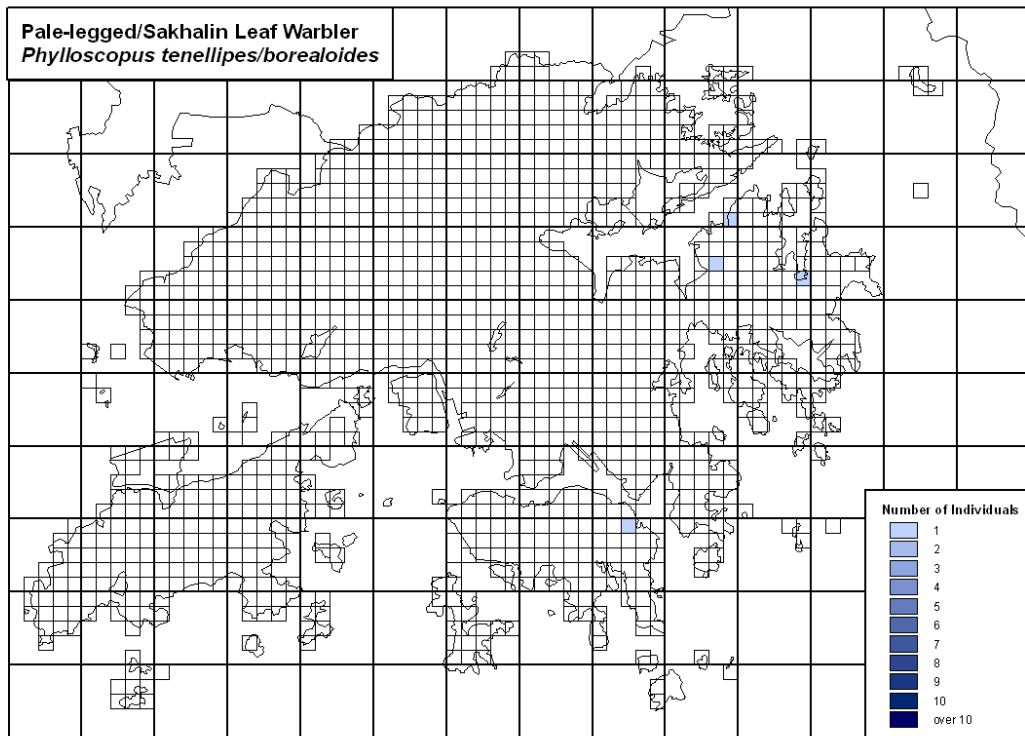 Pale-legged/Sakhalin Leaf Warbler
Phylloscopus tenellipes/borealoides
Number of Individuals
1
2
3
4
5
6
7
8
9
10
over 10